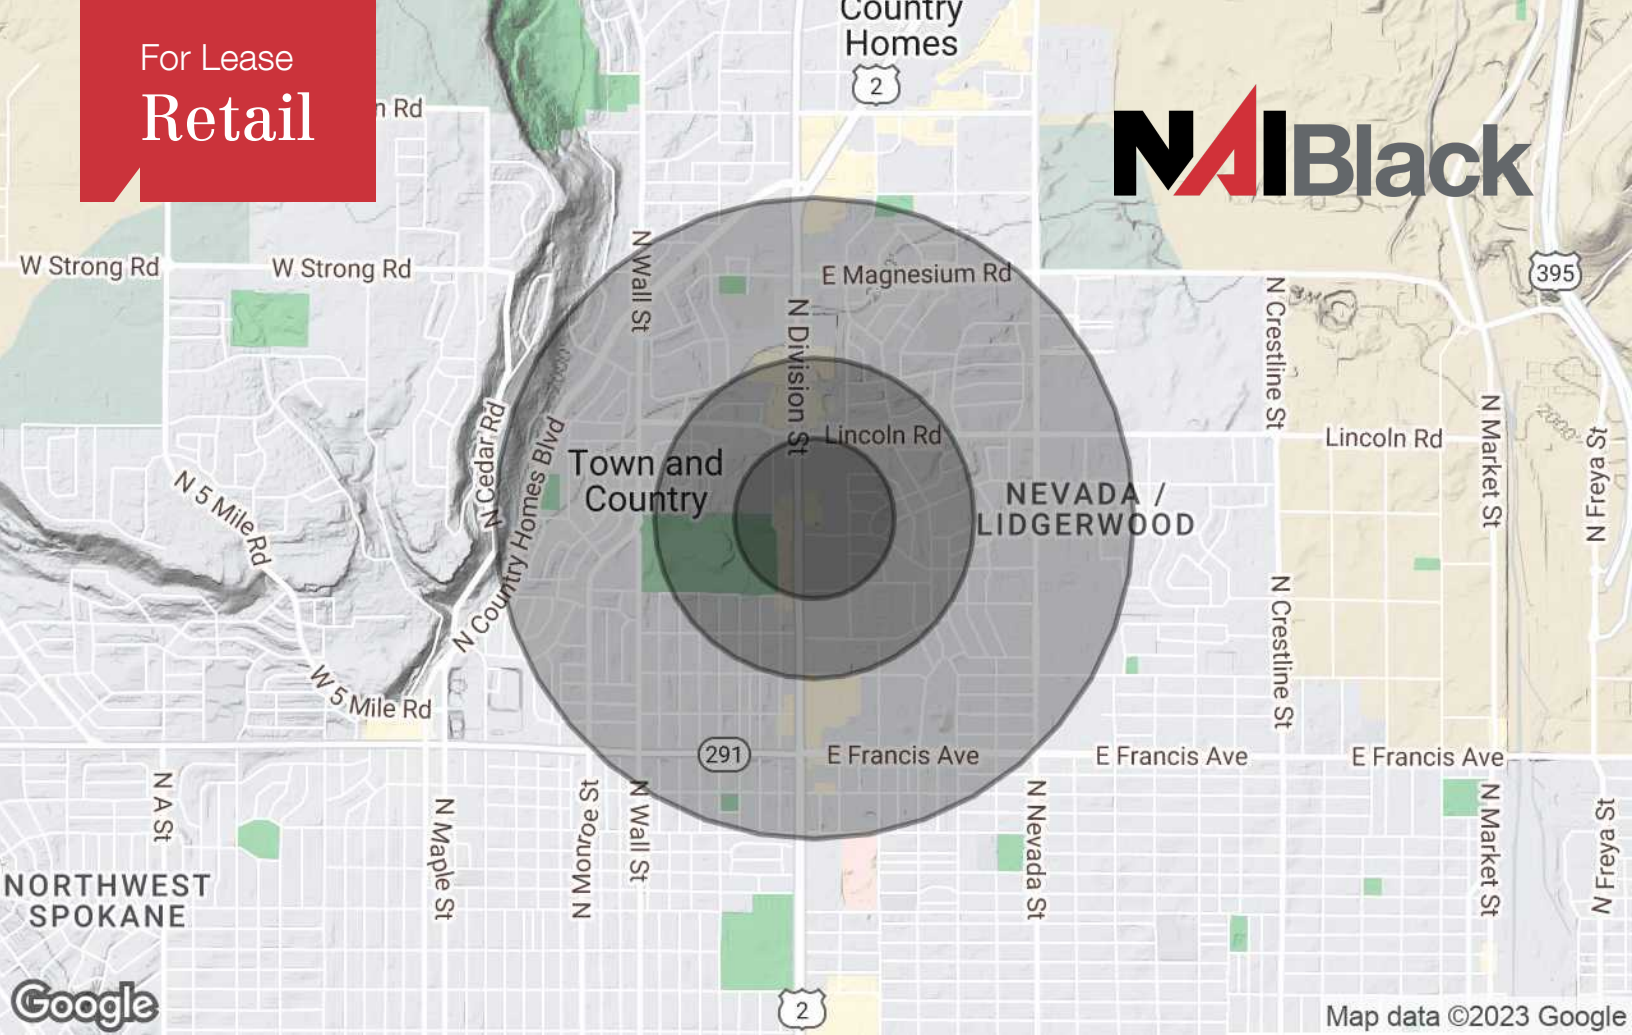 Country
Homes
For Lease
Retail
n Rd
2
NAIBlack
W Strong Rd
W Strong Rd
N Wall St
E Magnesium Rd
395
N Crestline St
N Division St
2000
N Cedar Rd
N Country Homes Blvd
Lincoln Rd
Lincoln Rd
N Market St
2000
N Freya St
Town and
Country
NEVADA /
LIDGERWOOD
N 5 Mile Rd
N Crestline St
W 5 Mile Rd
291
E Francis Ave
E Francis Ave
E Francis Ave
N A St
N Maple St
N Monroe St
N Wall St
N Nevada St
N Market St
N Freya St
NORTHWEST
SPOKANE
Google
2
Map data ©2023 Google